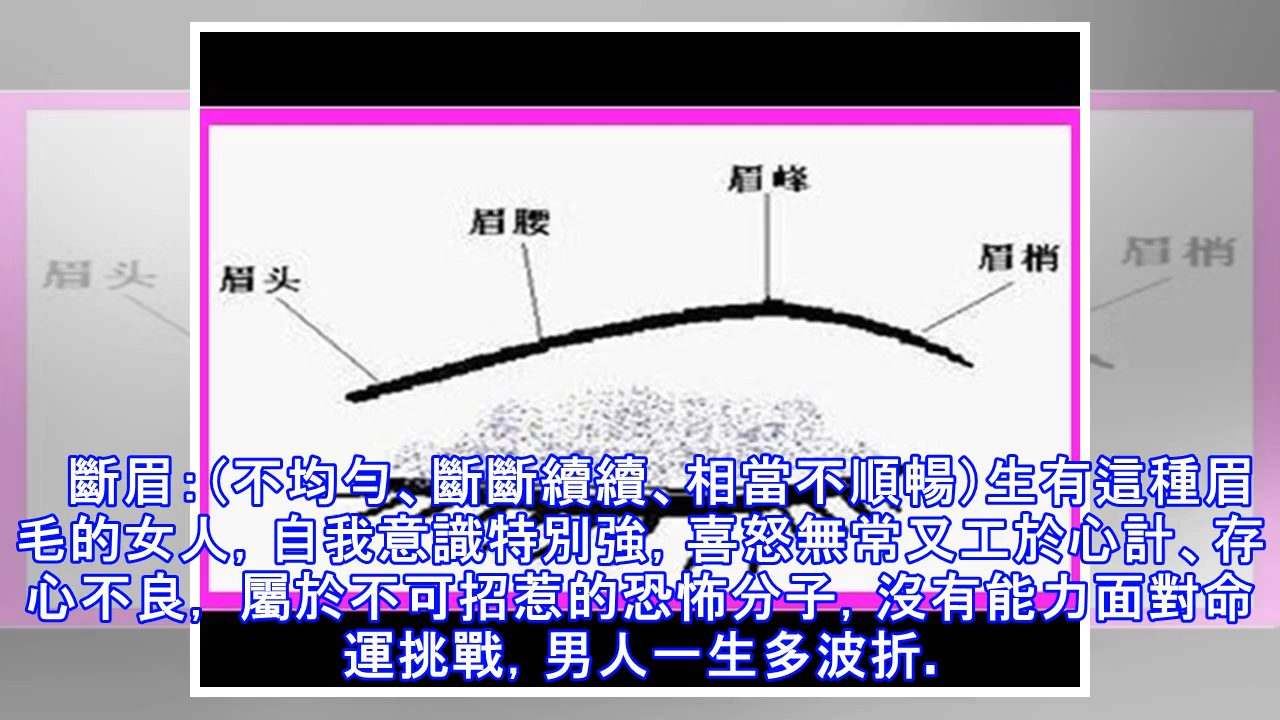 眉峰
眉腰
眉梢
眉头
眉头
眉梢
斷眉:(不均勻、斷斷續續、相當不順暢)生有這種眉
毛的女人, 自我意識特別強, 喜怒無常又工於心計、存
心不良, 屬於不可招惹的恐怖分子, 沒有能力面對命
運挑戰, 男人一生多波折.